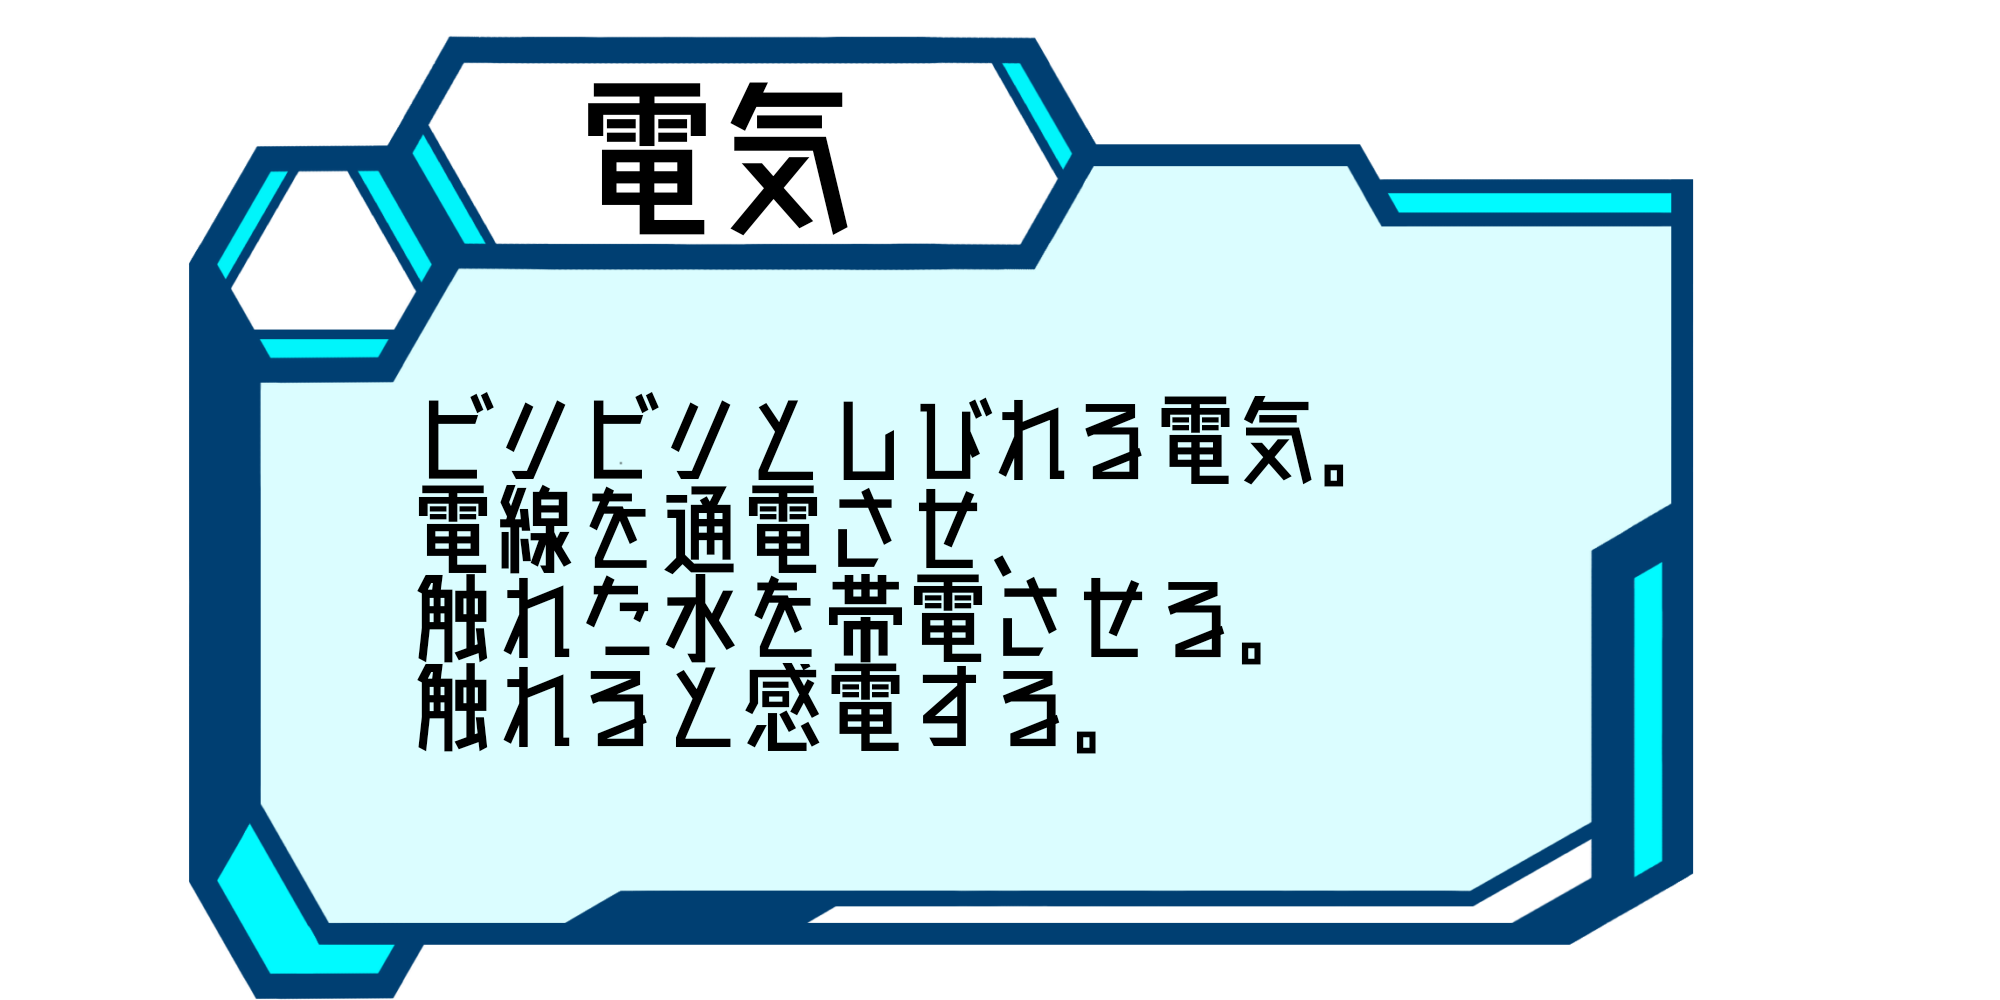 電気
ビリビリとしびれる電気。
電線を通電させ、
触れた水を帯電させる。
触れると感電する。